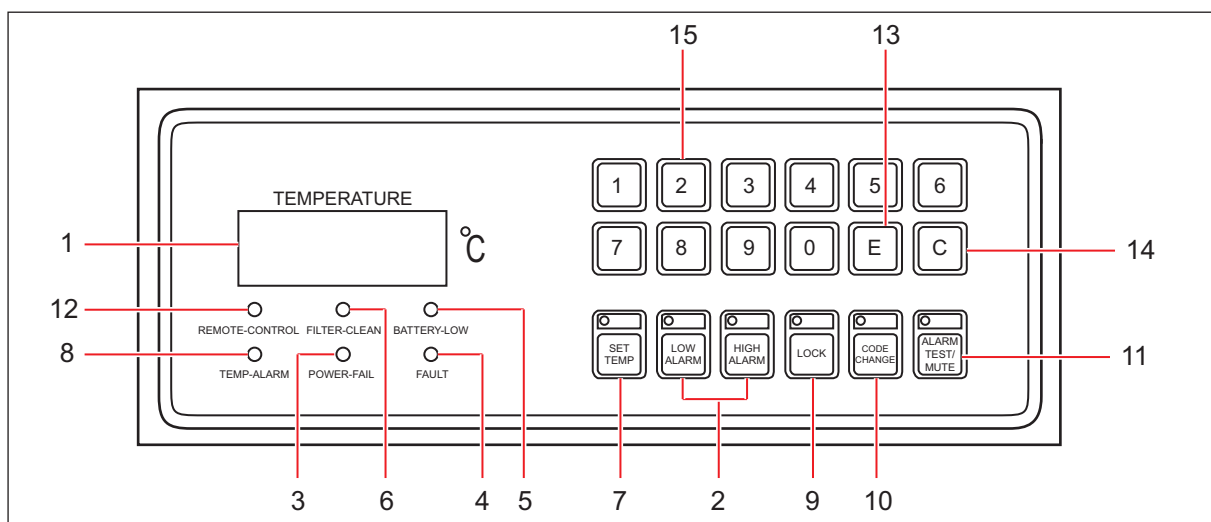 15 13
1 2 3 4 5 6
TEMPERATURE
1 °C
7 8 9 0 E C
14
12
REMOTE-CONTROL FILTER-CLEAN BATTERY-LOW
8
TEMP-ALARM POWER-FAIL FAULT
SET
TEMP
LOW
ALARM
HIGH
ALARM
LOCK
CODE
CHANGE
ALARM
TEST/
MUTE
11
3 6 4 5 7 2 9 10